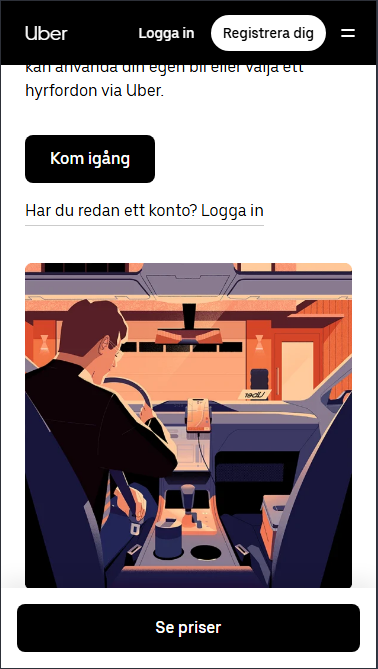 Uber
Logga in
Registrera dig
kan använda din egen bil eller välja ett
hyrfordon via Uber.
Kom igång
Har du redan ett konto? Logga in
Uber
Se priser